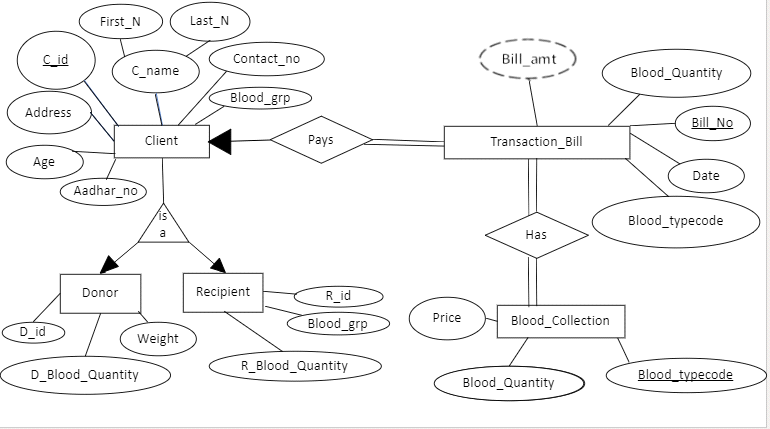 First_N
Last_N
C_id
C_name
Contact_no
Bill_amt
Blood_Quantity
Address
Blood_grp
Client
Pays
Transaction_Bill
Bill_No
Age
Aadhar_no
Date
is
a
Blood_typecode
Has
Donor
Recipient
R_id
Blood_grp
Price
Blood_Collection
D_id
Weight
D_Blood_Quantity
R_Blood_Quantity
Blood_Quantity
Blood_typecode